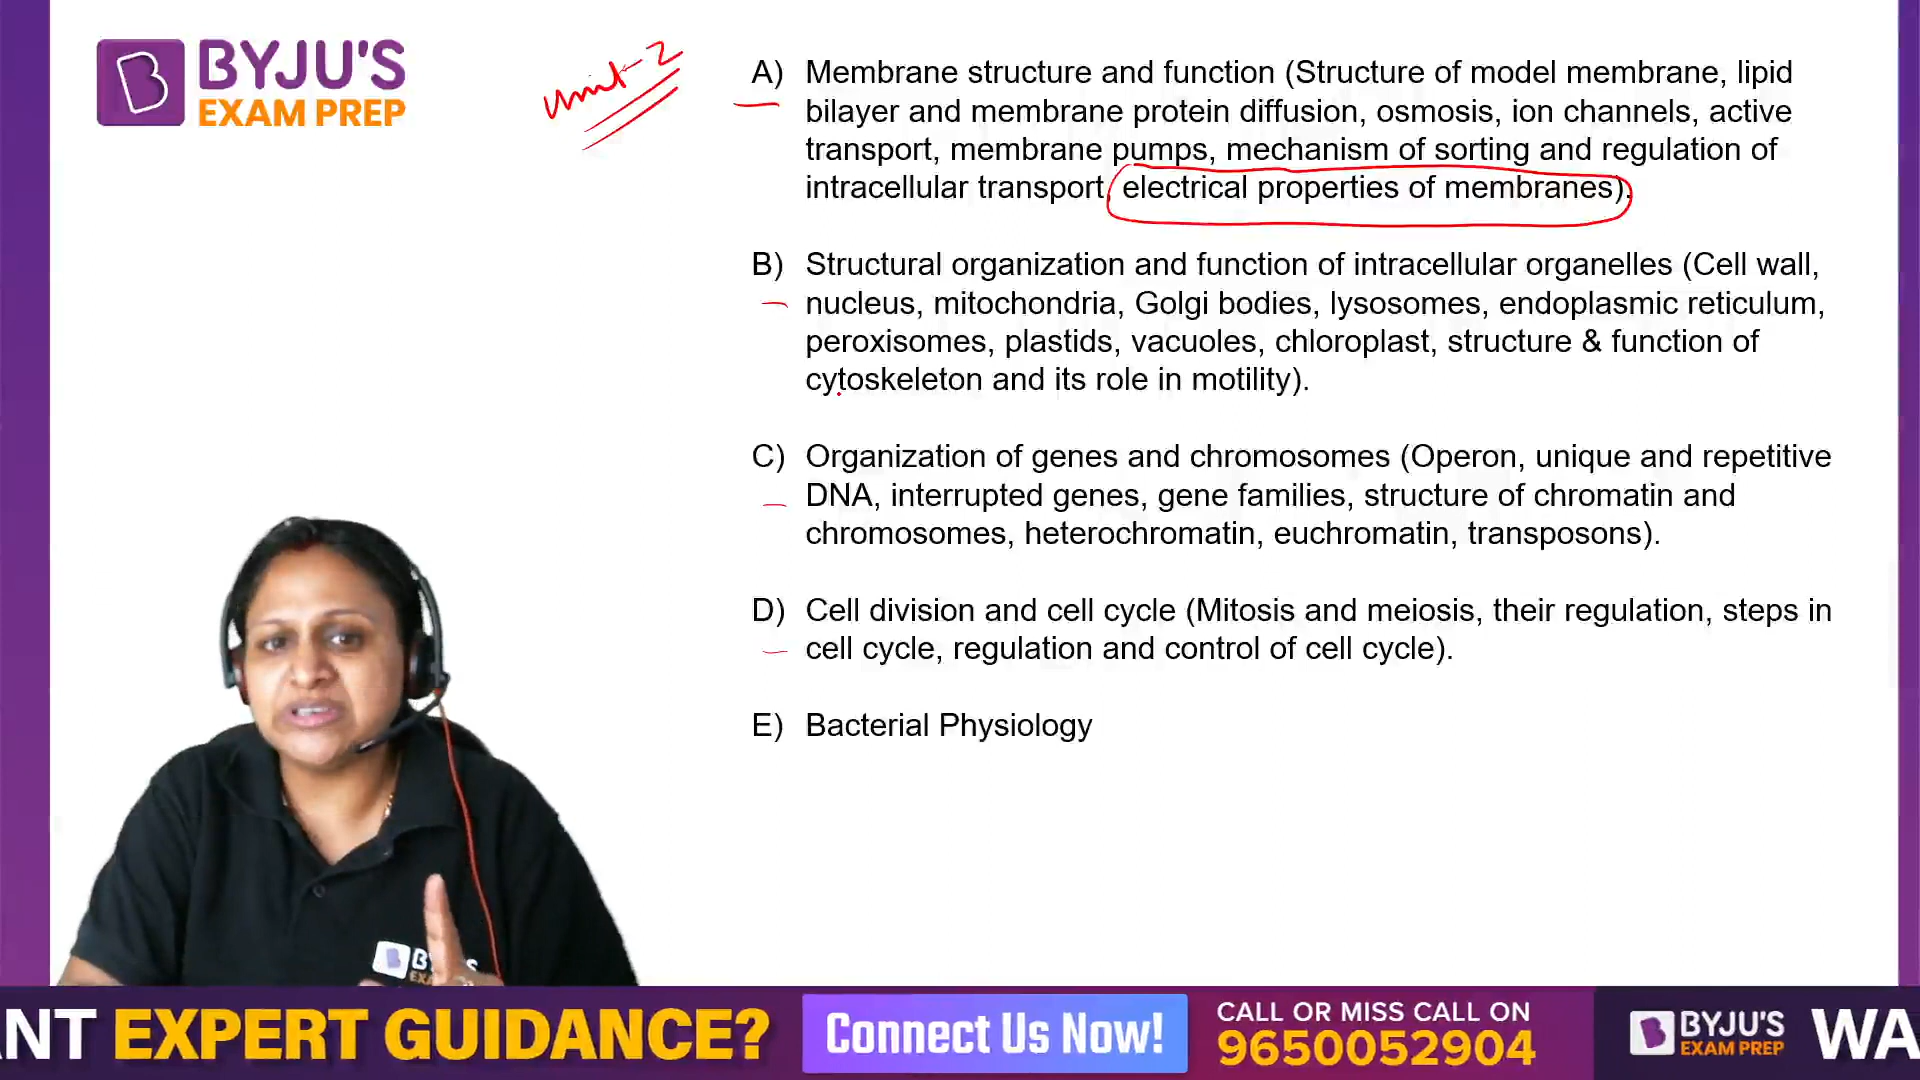 BYJU'S
EXAM PREP
Unit-2
A) Membrane structure and function (Structure of model membrane, lipid
bilayer and membrane protein diffusion, osmosis, ion channels, active
transport, membrane pumps, mechanism of sorting and regulation of
intracellular transport, electrical properties of membranes).
B) Structural organization and function of intracellular organelles (Cell wall,
nucleus, mitochondria, Golgi bodies, lysosomes, endoplasmic reticulum,
peroxisomes, plastids, vacuoles, chloroplast, structure & function of
cytoskeleton and its role in motility).
C) Organization of genes and chromosomes (Operon, unique and repetitive
DNA, interrupted genes, gene families, structure of chromatin and
chromosomes, heterochromatin, euchromatin, transposons).
D) Cell division and cell cycle (Mitosis and meiosis, their regulation, steps in
cell cycle, regulation and control of cell cycle).
E) Bacterial Physiology
NT EXPERT GUIDANCE?
Connect Us Now!
CALL OR MISS CALL ON
9650052904
BYJU'S
EXAM PREP
WA